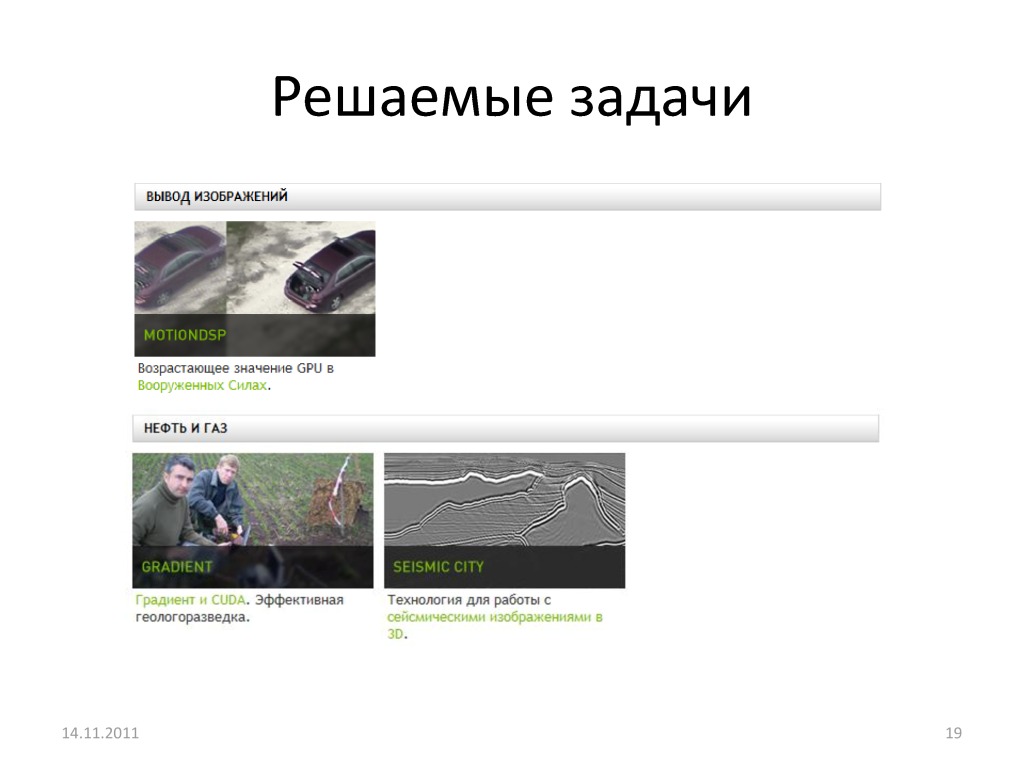 Решаемые задачи
ВЫВОД ИЗОБРАЖЕНИЙ
MOTIONDSP
Возрастающее значение GPU в
Вооруженных Силах.
НЕФТЬ И ГАЗ
GRADIENT
Градиент и CUDA. Эффективная
геологоразведка.
SEISMIC CITY
Технология для работы с
сейсмическими изображениями в
3D.
14.11.2011
19